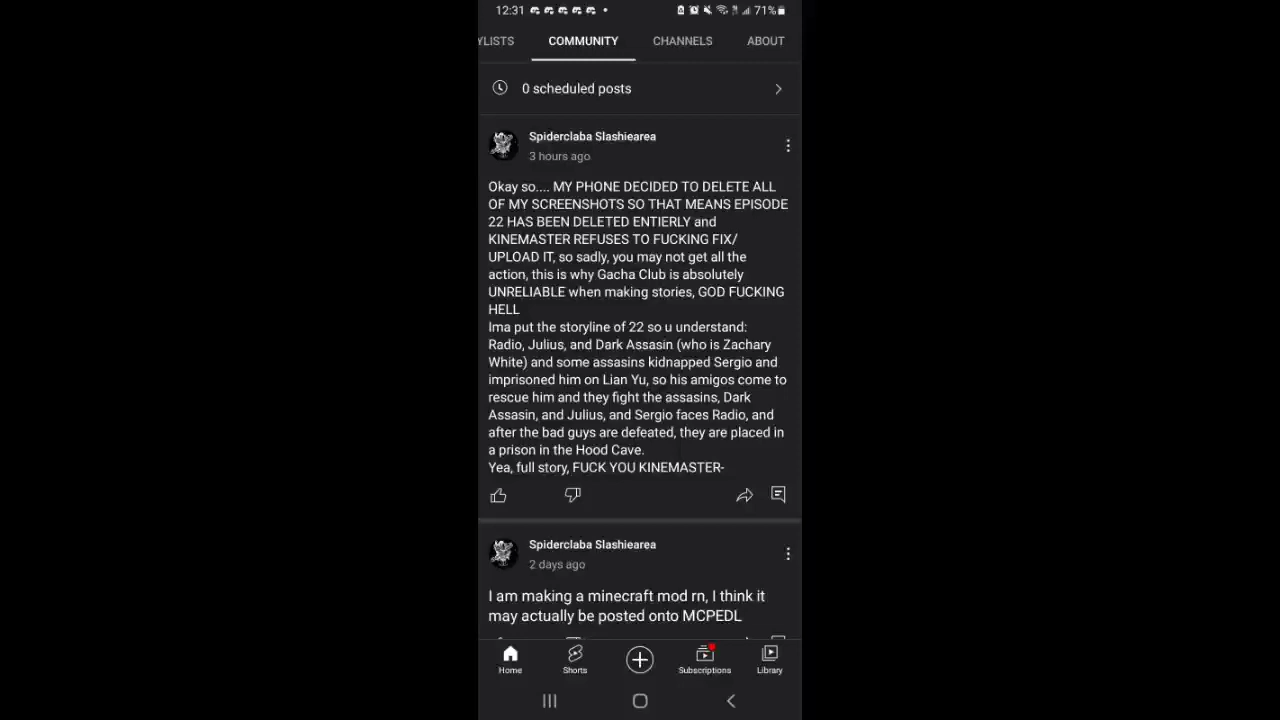 12:31 71%
YLISTS COMMUNITY CHANNELS ABOUT
0 scheduled posts
Spiderclaba Slashiearea
3 hours ago
Okay so.... MY PHONE DECIDED TO DELETE ALL
OF MY SCREENSHOTS SO THAT MEANS EPISODE
22 HAS BEEN DELETED ENTIERLY and
KINEMASTER REFUSES TO FUCKING FIX/
UPLOAD IT, so sadly, you may not get all the
action, this is why Gacha Club is absolutely
UNRELIABLE when making stories, GOD FUCKING
HELL
Ima put the storyline of 22 so u understand:
Radio, Julius, and Dark Assasin (who is Zachary
White) and some assasins kidnapped Sergio and
imprisoned him on Lian Yu, so his amigos come to
rescue him and they fight the assasins, Dark
Assasin, and Julius, and Sergio faces Radio, and
after the bad guys are defeated, they are placed in
a prison in the Hood Cave.
Yea, full story, FUCK YOU KINEMASTER-
Spiderclaba Slashiearea
2 days ago
I am making a minecraft mod rn, I think it
may actually be posted onto MCPEDL
Home Shorts Subscriptions Library